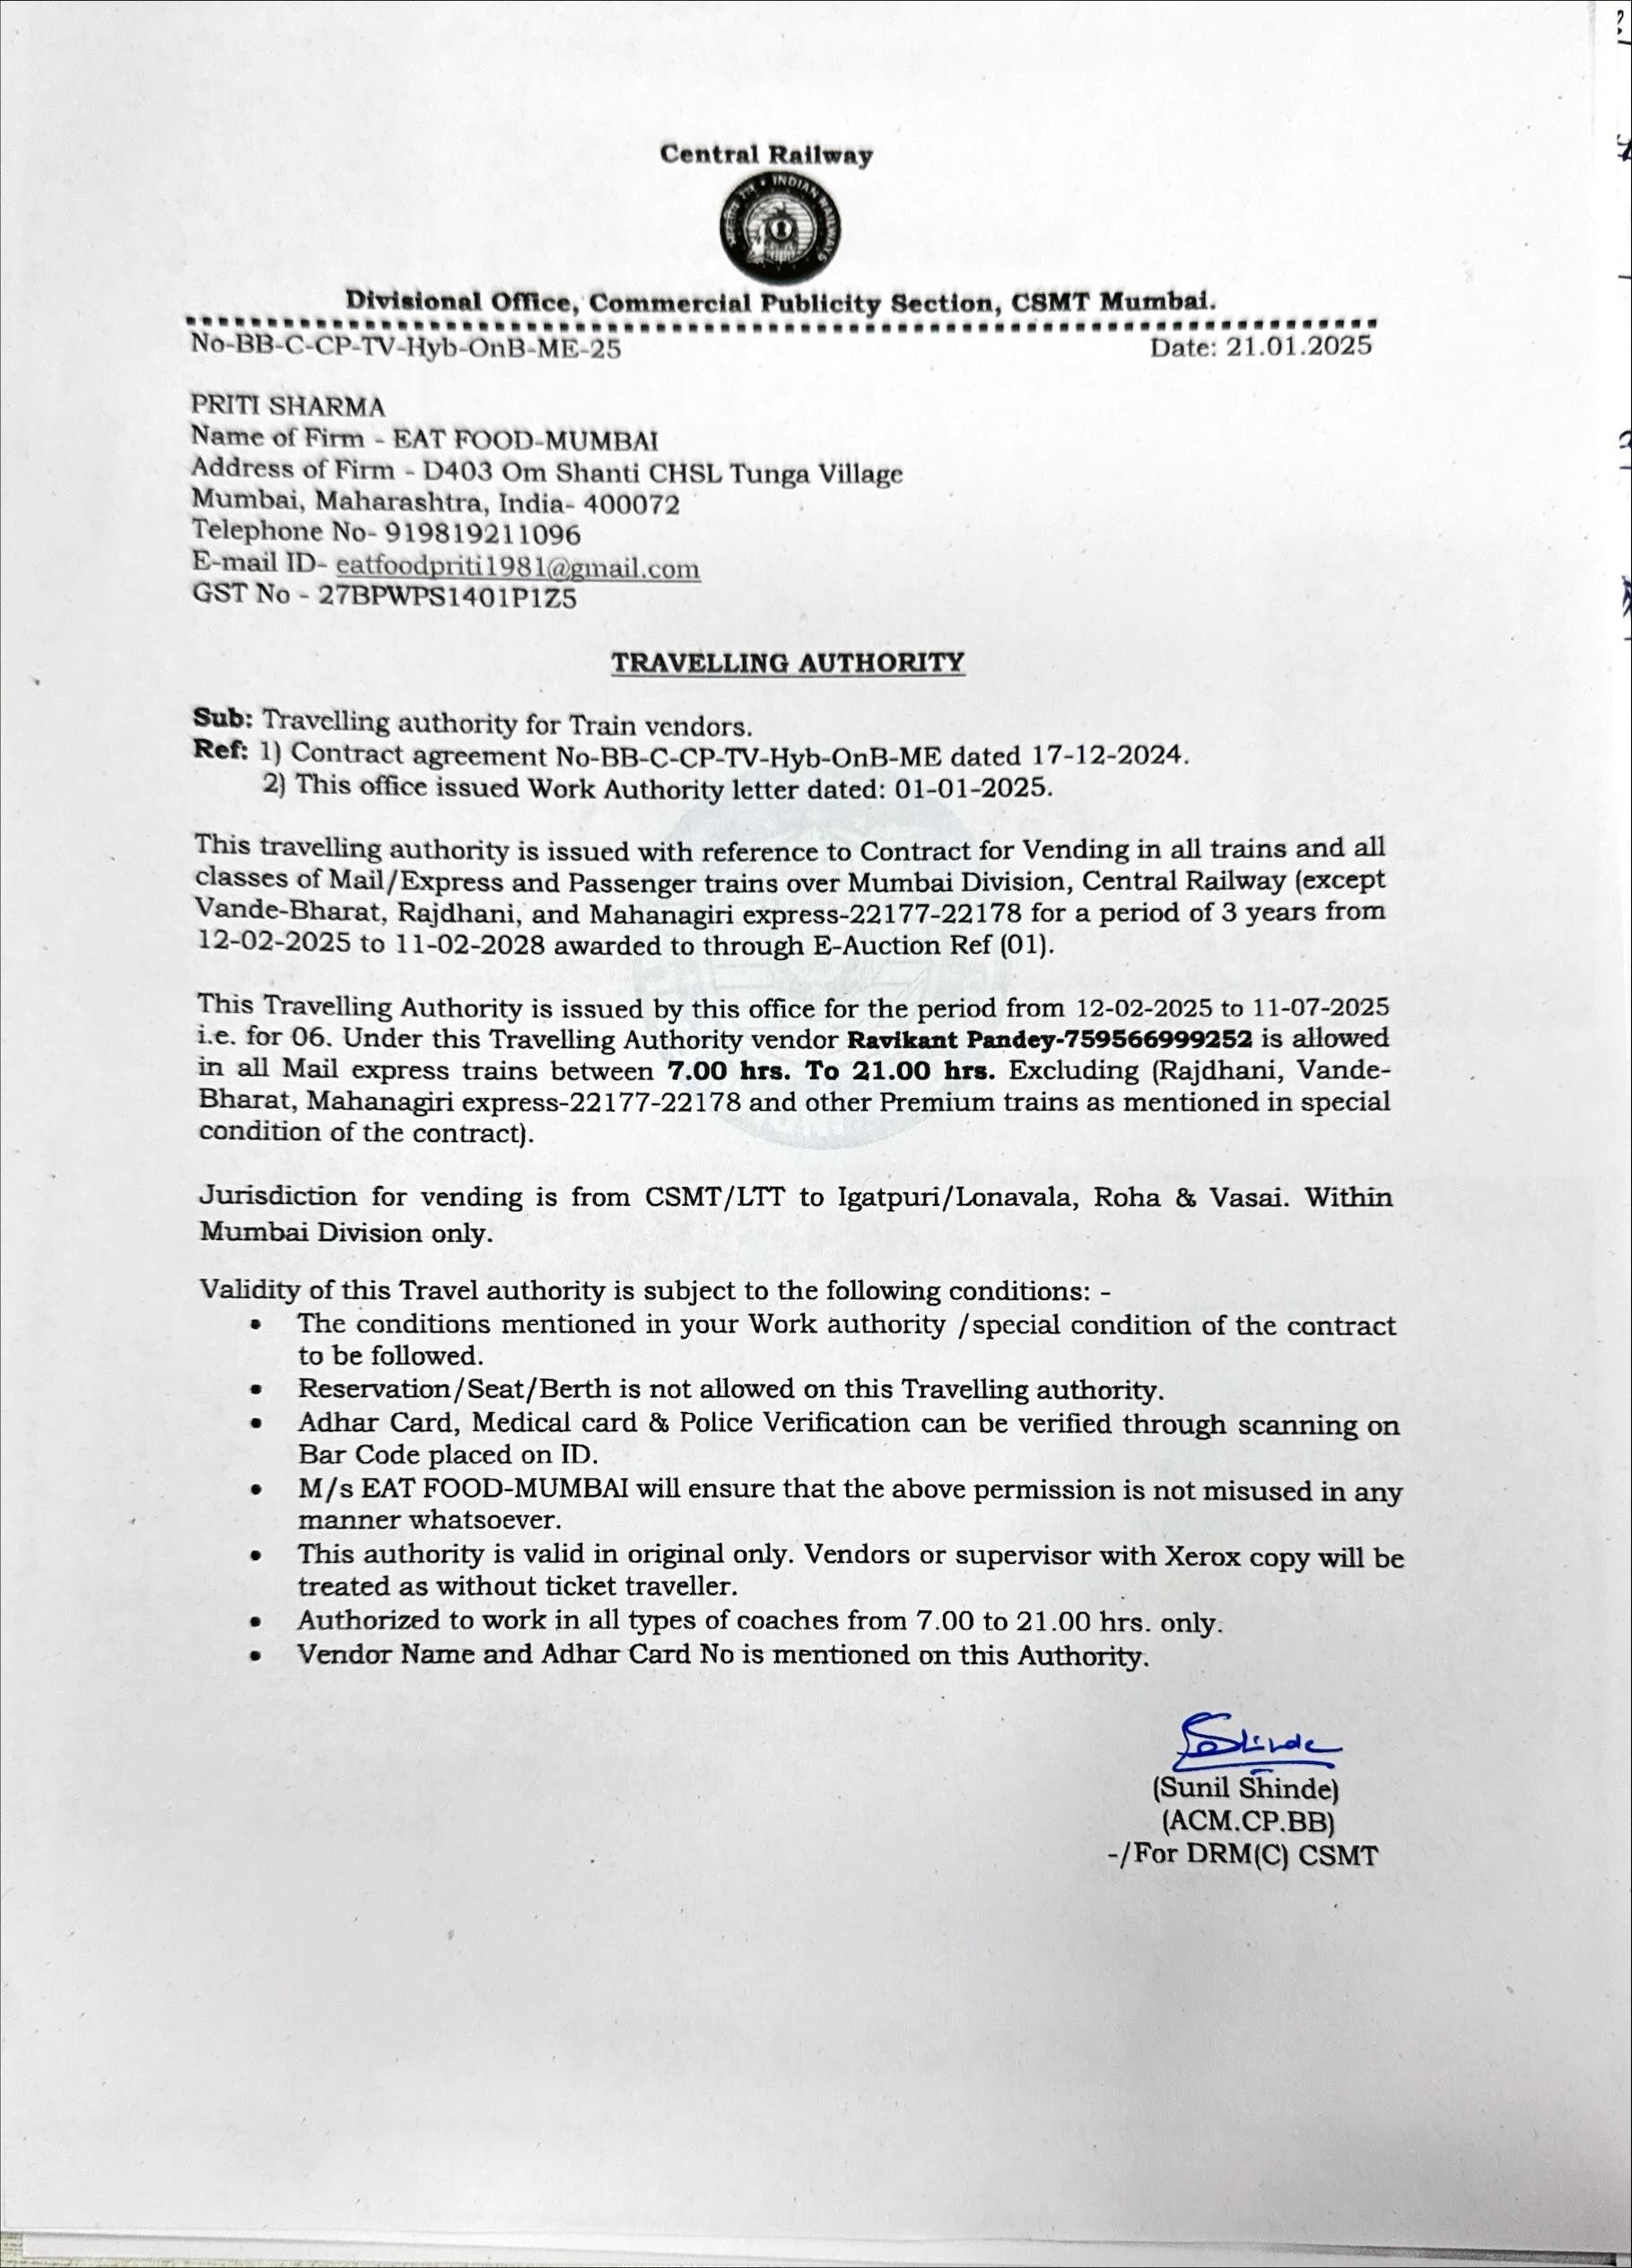 Central Railway
भारतीय रेल • INDIAN RAILWAYS
Divisional Office, Commercial Publicity Section, CSMT Mumbai.
No-BB-C-CP-TV-Hyb-OnB-ME-25 Date: 21.01.2025
PRITI SHARMA
Name of Firm - EAT FOOD-MUMBAI
Address of Firm - D403 Om Shanti CHSL Tunga Village
Mumbai, Maharashtra, India- 400072
Telephone No- 919819211096
E-mail ID- eatfoodpriti1981@gmail.com
GST No - 27BPWPS1401P1Z5
TRAVELLING AUTHORITY
Sub: Travelling authority for Train vendors.
Ref: 1) Contract agreement No-BB-C-CP-TV-Hyb-OnB-ME dated 17-12-2024.
2) This office issued Work Authority letter dated: 01-01-2025.
This travelling authority is issued with reference to Contract for Vending in all trains and all
classes of Mail/Express and Passenger trains over Mumbai Division, Central Railway (except
Vande-Bharat, Rajdhani, and Mahanagiri express-22177-22178 for a period of 3 years from
12-02-2025 to 11-02-2028 awarded to through E-Auction Ref (01).
This Travelling Authority is issued by this office for the period from 12-02-2025 to 11-07-2025
i.e. for 06. Under this Travelling Authority vendor Ravikant Pandey-759566999252 is allowed
in all Mail express trains between 7.00 hrs. To 21.00 hrs. Excluding (Rajdhani, Vande-
Bharat, Mahanagiri express-22177-22178 and other Premium trains as mentioned in special
condition of the contract).
Jurisdiction for vending is from CSMT/LTT to Igatpuri/Lonavala, Roha & Vasai. Within
Mumbai Division only.
Validity of this Travel authority is subject to the following conditions: -
• The conditions mentioned in your Work authority /special condition of the contract
to be followed.
• Reservation/Seat/Berth is not allowed on this Travelling authority.
• Adhar Card, Medical card & Police Verification can be verified through scanning on
Bar Code placed on ID.
• M/s EAT FOOD-MUMBAI will ensure that the above permission is not misused in any
manner whatsoever.
• This authority is valid in original only. Vendors or supervisor with Xerox copy will be
treated as without ticket traveller.
• Authorized to work in all types of coaches from 7.00 to 21.00 hrs. only.
• Vendor Name and Adhar Card No is mentioned on this Authority.
Shinde
(Sunil Shinde)
(ACM.CP.BB)
-/For DRM(C) CSMT